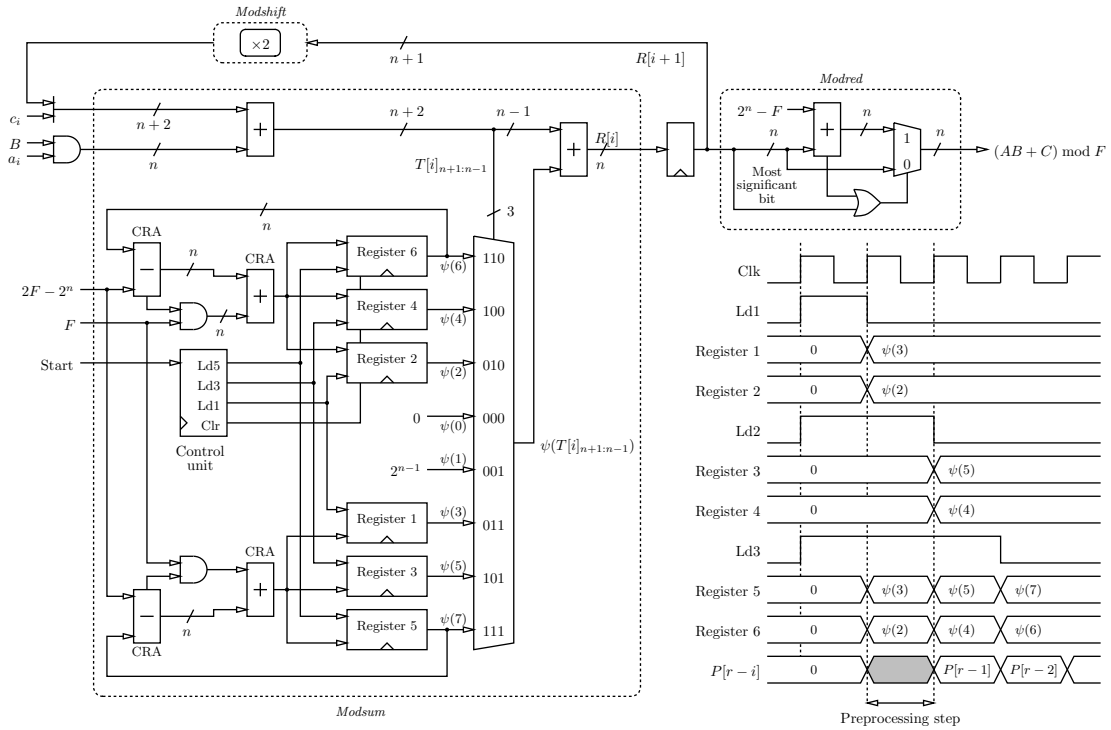 Modshift
×2
n + 1
R[i + 1]
Modred
2^n − F
+
n
n
1
0
n
(AB + C) mod F
Most
significant
bit
c_i
n + 2
B
a_i
n
+
n + 2
n − 1
+
R[i]
n
T[i]_{n+1:n−1}
3
n
CRA
−
n
CRA
+
n
2F − 2^n
F
Start
Register 6
ψ(6)
110
Register 4
ψ(4)
100
Register 2
ψ(2)
010
Ld5
Ld3
Ld1
Clr
Control
unit
0
ψ(0)
000
2^{n−1}
ψ(1)
001
ψ(T[i]_{n+1:n−1})
Register 1
ψ(3)
011
Register 3
ψ(5)
101
Register 5
ψ(7)
111
CRA
+
−
n
CRA
Modsum
Clk
Ld1
Register 1
0
ψ(3)
Register 2
0
ψ(2)
Ld2
Register 3
0
ψ(5)
Register 4
0
ψ(4)
Ld3
Register 5
0
ψ(3)
ψ(5)
ψ(7)
Register 6
0
ψ(2)
ψ(4)
ψ(6)
P[r − i]
0
P[r − 1]
P[r − 2]
Preprocessing step